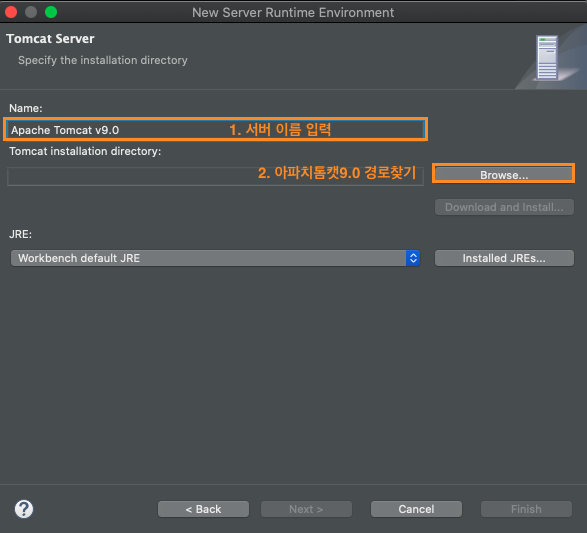 New Server Runtime Environment
Tomcat Server
Specify the installation directory
Name:
Apache Tomcat v9.0 1. 서버 이름 입력
Tomcat installation directory:
2. 아파치톰캣9.0 경로찾기 Browse...
Download and Install...
JRE:
Workbench default JRE Installed JREs...
? < Back Next > Cancel Finish